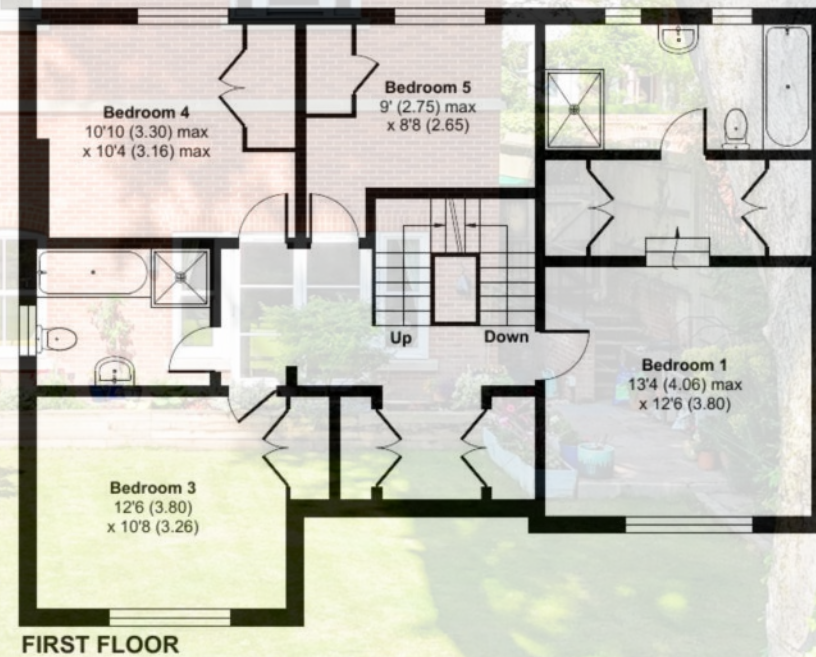 Bedroom 4
10'10 (3.30) max
x 10'4 (3.16) max
Bedroom 5
9' (2.75) max
x 8'8 (2.65)
Up
Down
Bedroom 1
13'4 (4.06) max
x 12'6 (3.80)
Bedroom 3
12'6 (3.80)
x 10'8 (3.26)
FIRST FLOOR